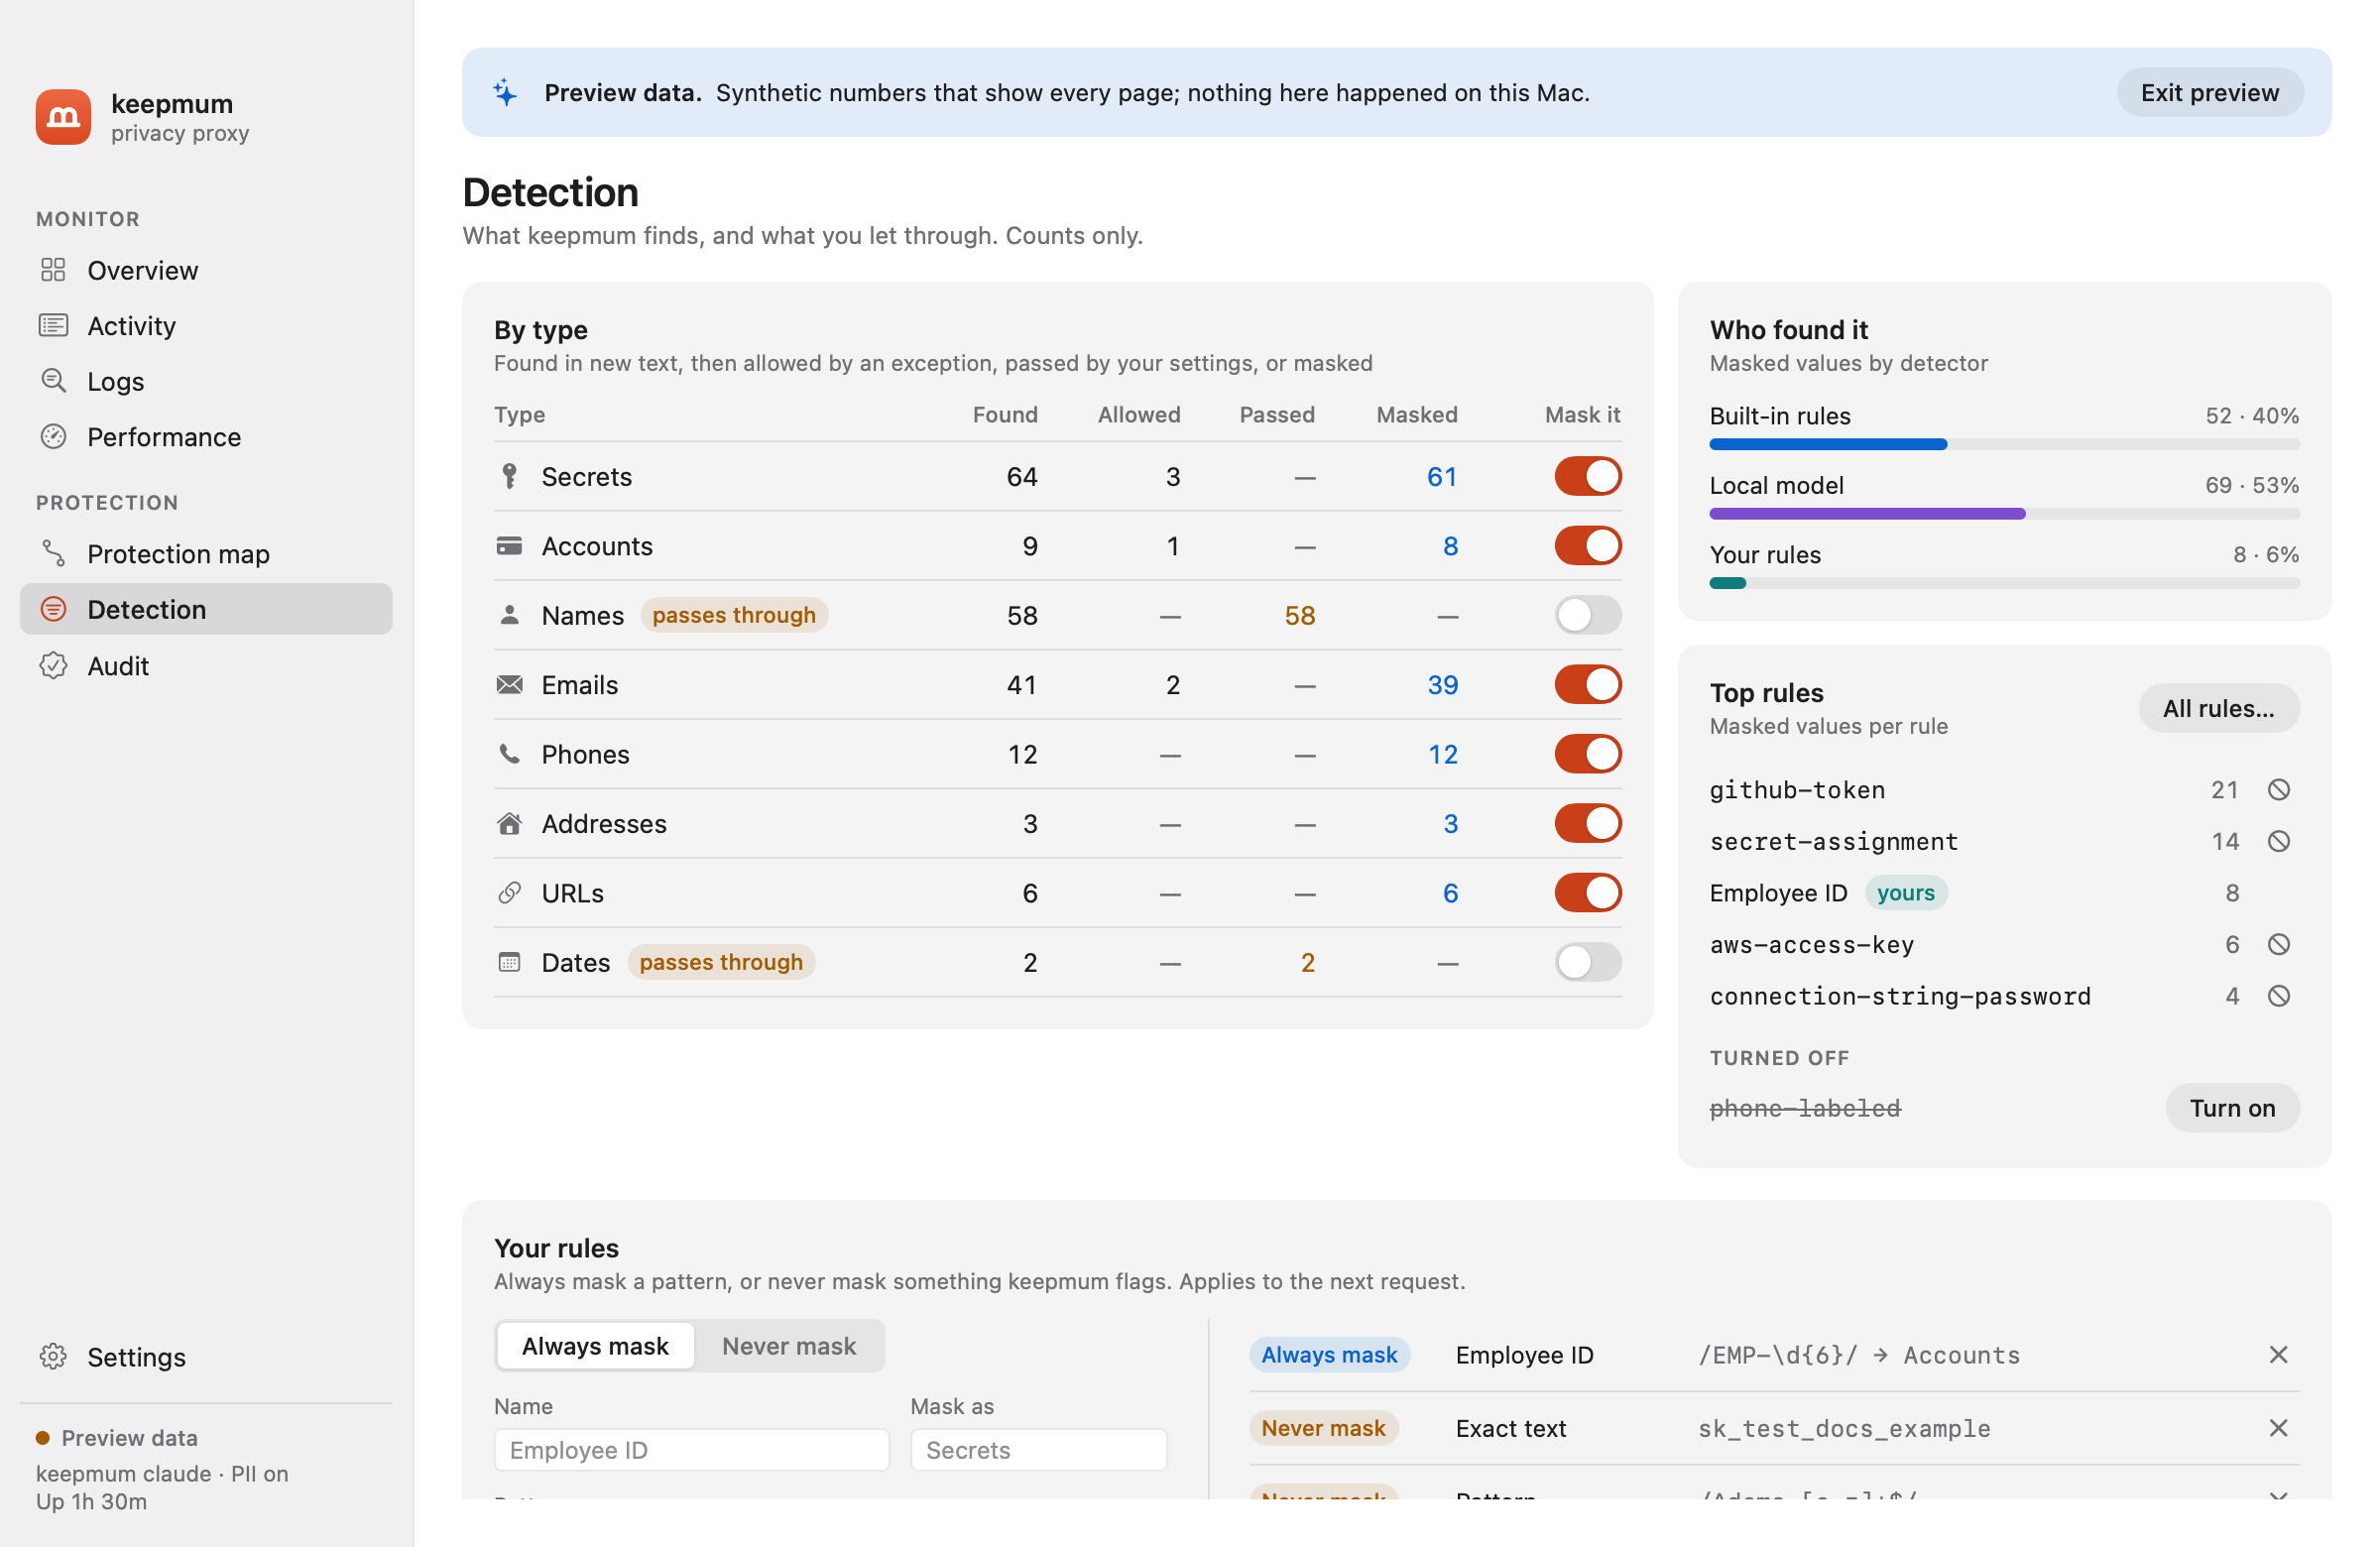 keepmum
privacy proxy
MONITOR
Overview
Activity
Logs
Performance
PROTECTION
Protection map
Detection
Audit
Settings
Preview data
keepmum claude · PII on
Up 1h 30m
Preview data. Synthetic numbers that show every page; nothing here happened on this Mac.
Exit preview
Detection
What keepmum finds, and what you let through. Counts only.
By type
Found in new text, then allowed by an exception, passed by your settings, or masked
Type Found Allowed Passed Masked Mask it
Secrets 64 3 — 61
Accounts 9 1 — 8
Names passes through 58 — 58 —
Emails 41 2 — 39
Phones 12 — — 12
Addresses 3 — — 3
URLs 6 — — 6
Dates passes through 2 — 2 —
Who found it
Masked values by detector
Built-in rules 52 · 40%
Local model 69 · 53%
Your rules 8 · 6%
Top rules
All rules...
Masked values per rule
github-token 21
secret-assignment 14
Employee ID yours 8
aws-access-key 6
connection-string-password 4
TURNED OFF
phone-labeled Turn on
Your rules
Always mask a pattern, or never mask something keepmum flags. Applies to the next request.
Always mask Never mask
Name Mask as
Employee ID Secrets
Always mask Employee ID /EMP-\d{6}/ → Accounts
Never mask Exact text sk_test_docs_example
Never mask Pattern